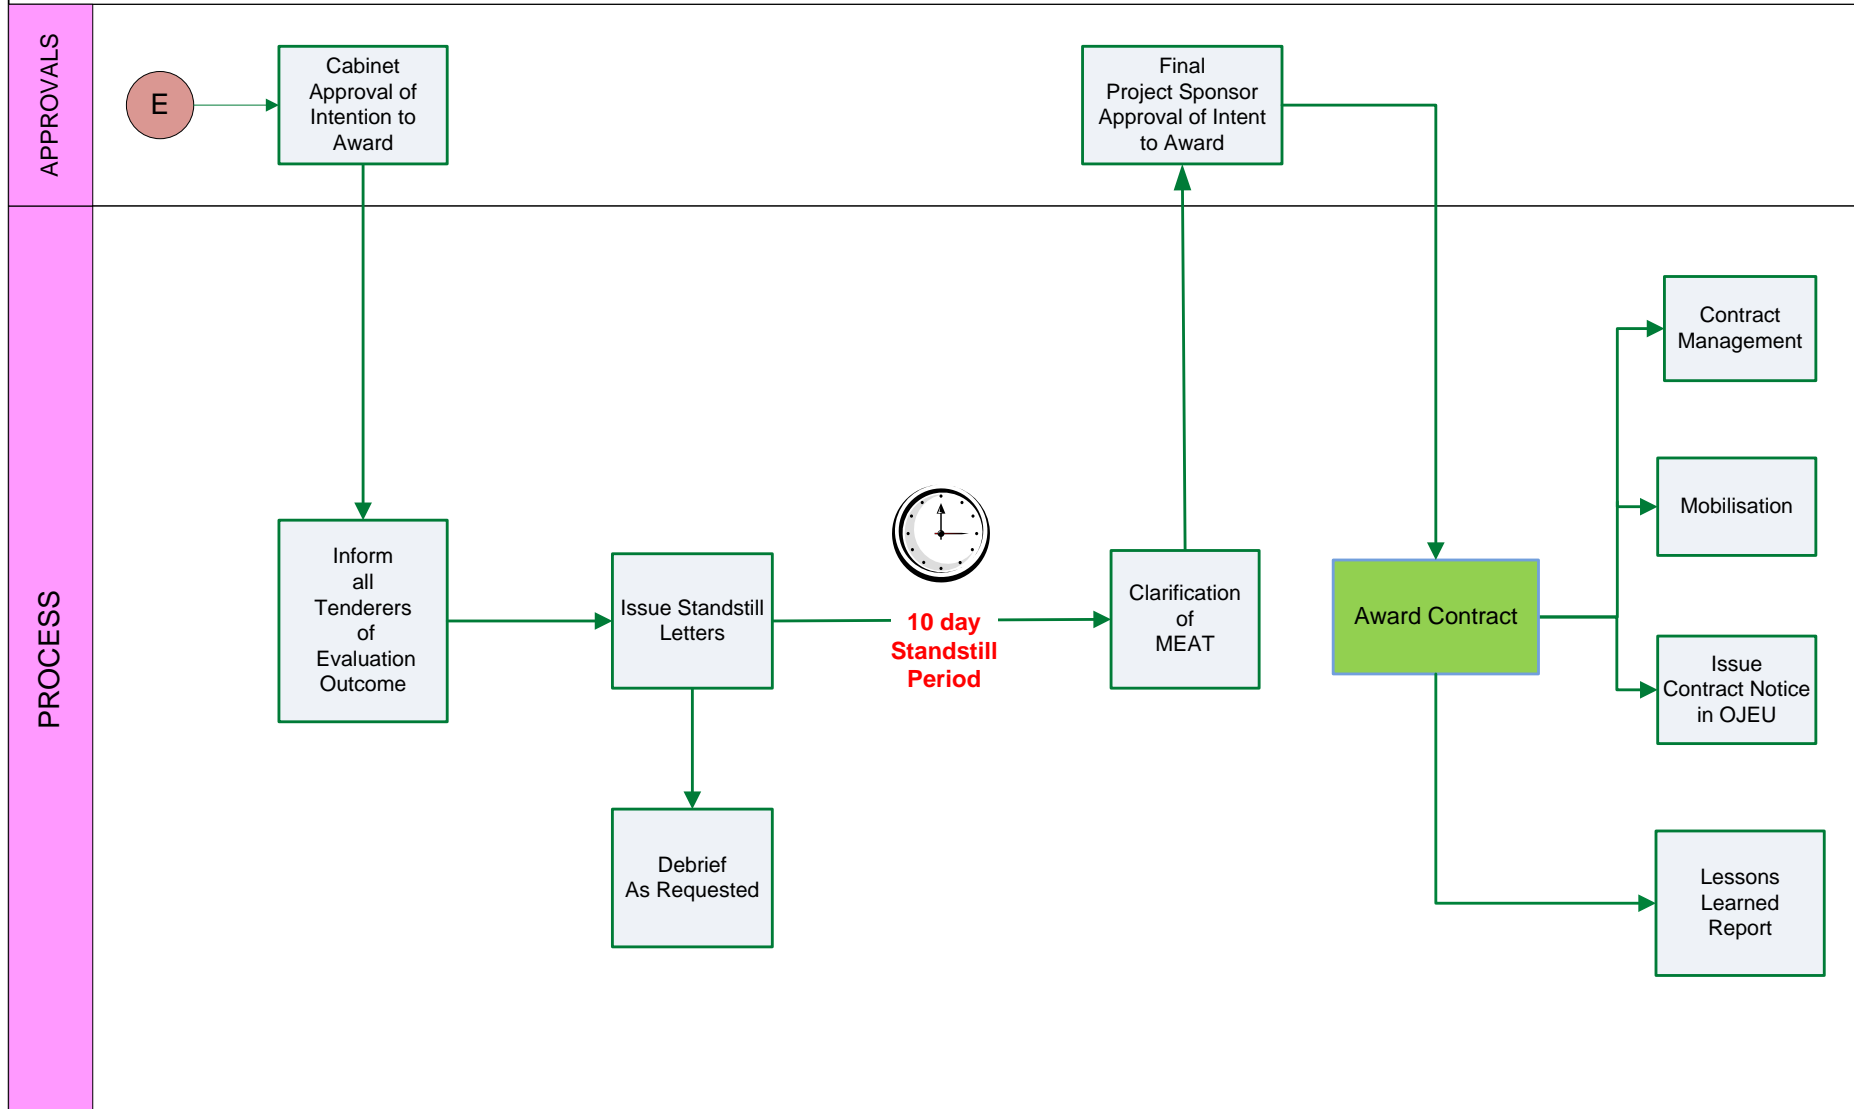 APPROVALS
E
Cabinet
Approval of
Intention to
Award
Final
Project Sponsor
Approval of Intent
to Award
PROCESS
Inform
all
Tenderers
of
Evaluation
Outcome
Issue Standstill
Letters
10 day
Standstill
Period
Clarification
of
MEAT
Award Contract
Contract
Management
Mobilisation
Issue
Contract Notice
in OJEU
Debrief
As Requested
Lessons
Learned
Report